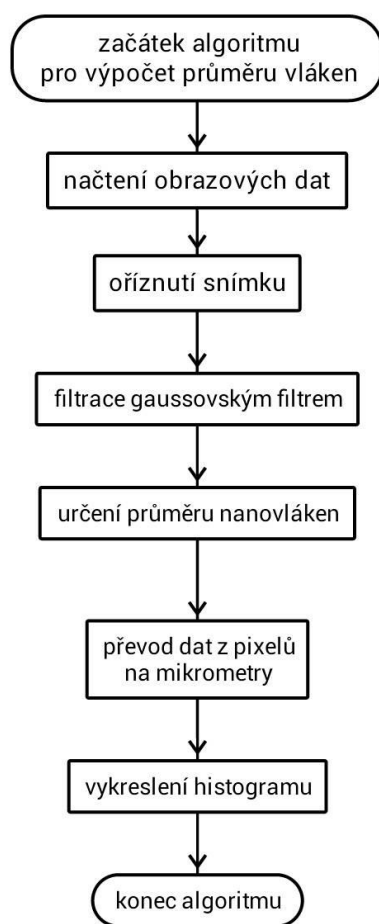 začátek algoritmu
pro výpočet průměru vláken
načtení obrazových dat
oříznutí snímku
filtrace gaussovským filtrem
určení průměru nanovláken
převod dat z pixelů
na mikrometry
vykreslení histogramu
konec algoritmu